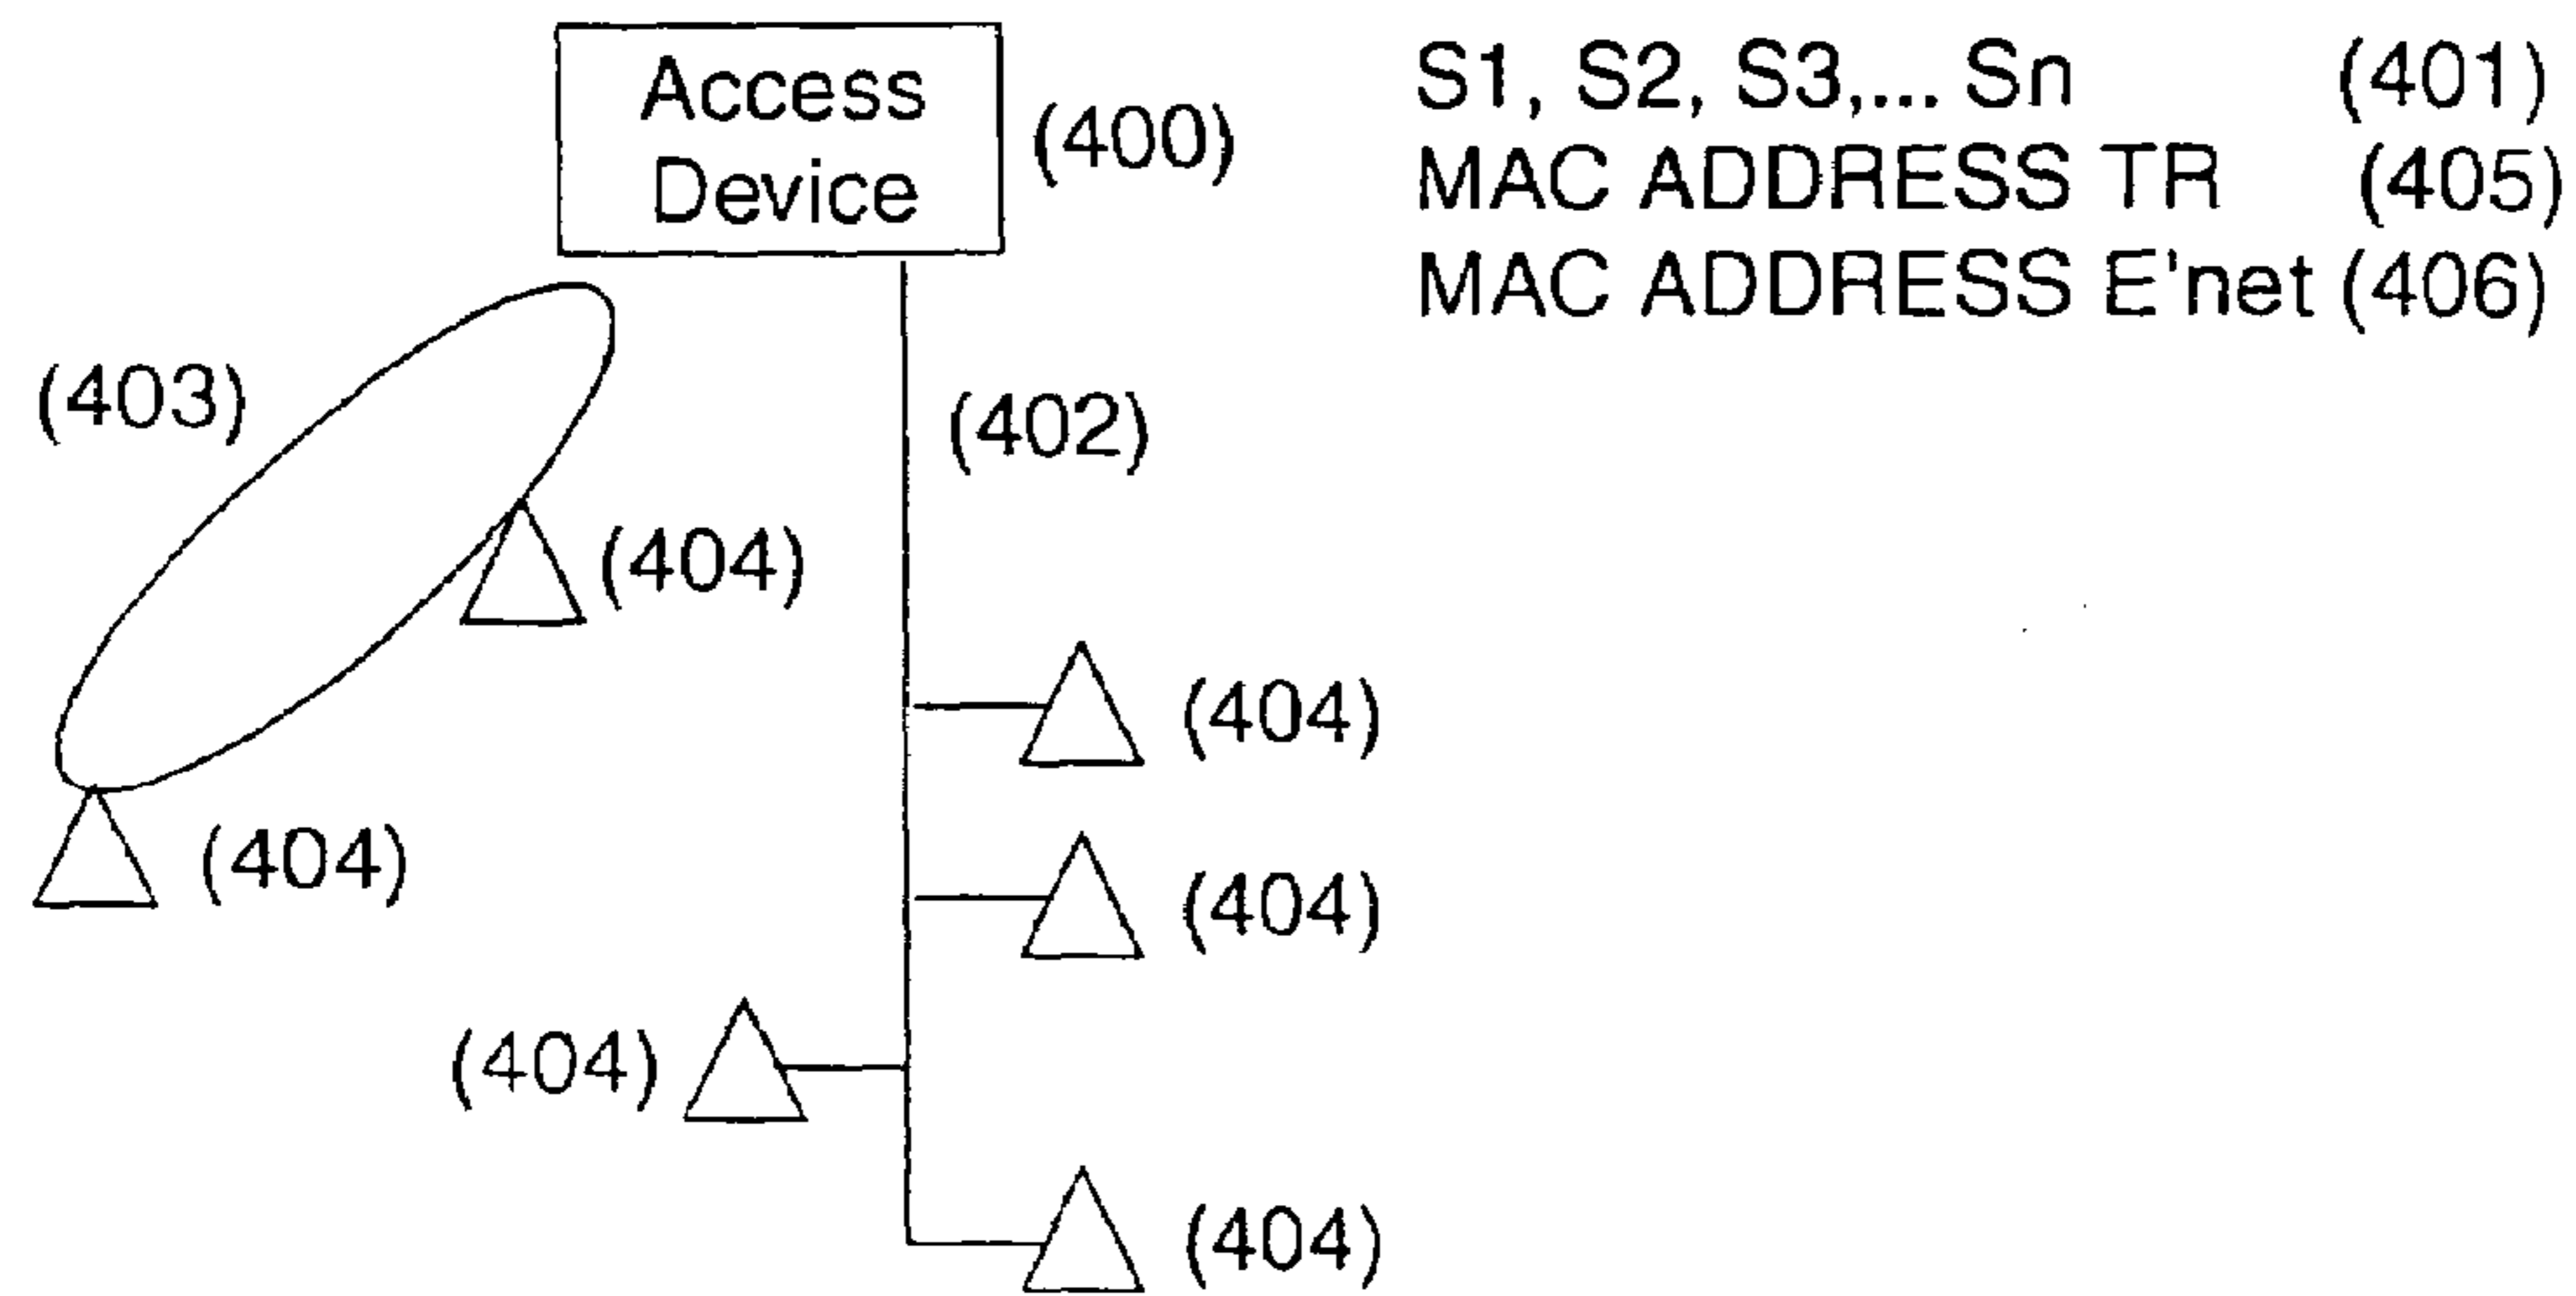 Access
Device
(400)
S1, S2, S3,... Sn (401)
MAC ADDRESS TR (405)
MAC ADDRESS E'net (406)
(403)
(402)
(404)
(404)
(404)
(404)
(404)
(404)